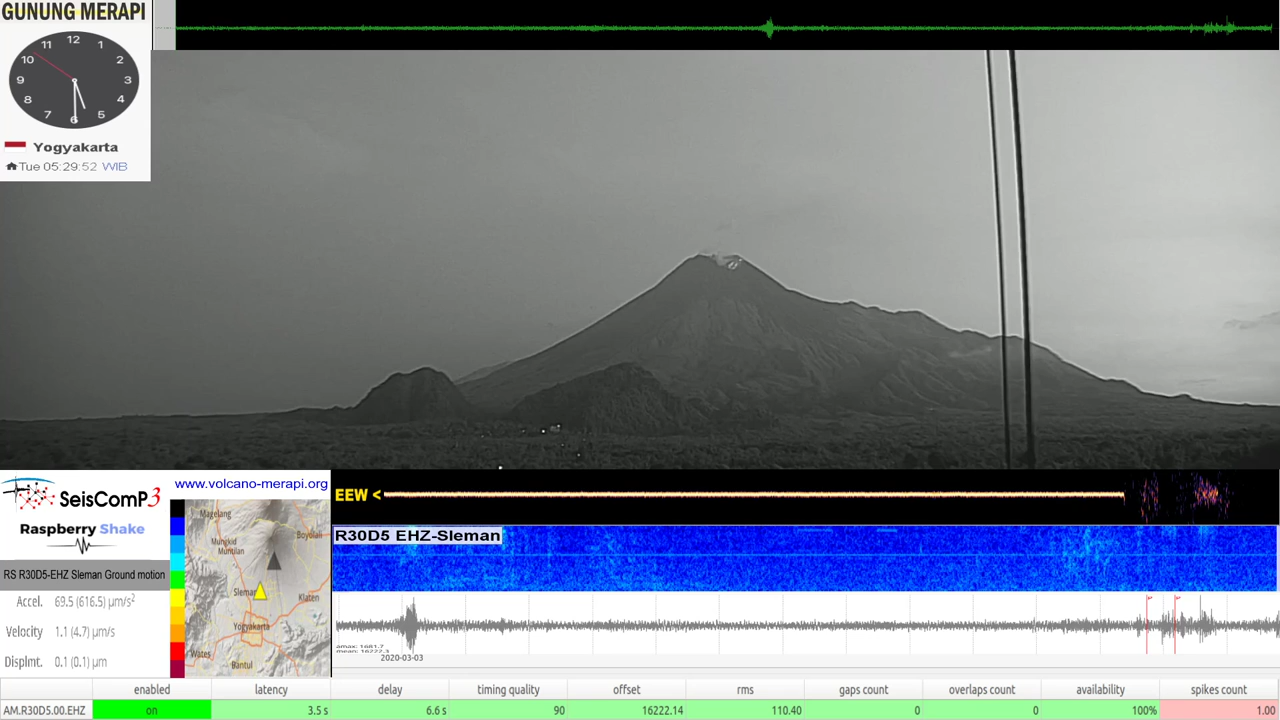 GUNUNG MERAPI
12
11 1
10 2
9 3
8 4
7 5
6
Yogyakarta
Tue 05:29:52 WIB
SeisComP3
Raspberry Shake
RS R30D5-EHZ Sleman Ground motion
Accel. 69.5 (616.5) µm/s²
Velocity 1.1 (4.7) µm/s
Displmt. 0.1 (0.1) µm
www.volcano-merapi.org
Magelang
Boyolali
Mungkid
Muntilan
Sleman
Klaten
Yogyakarta
Wates
Bantul
EEW <
R30D5 EHZ-Sleman
2020-03-03
enabled latency delay timing quality offset rms gaps count overlaps count availability spikes count
AM.R30D5.00.EHZ on 3.5 s 6.6 s 90 16222.14 110.40 0 0 100% 1.00